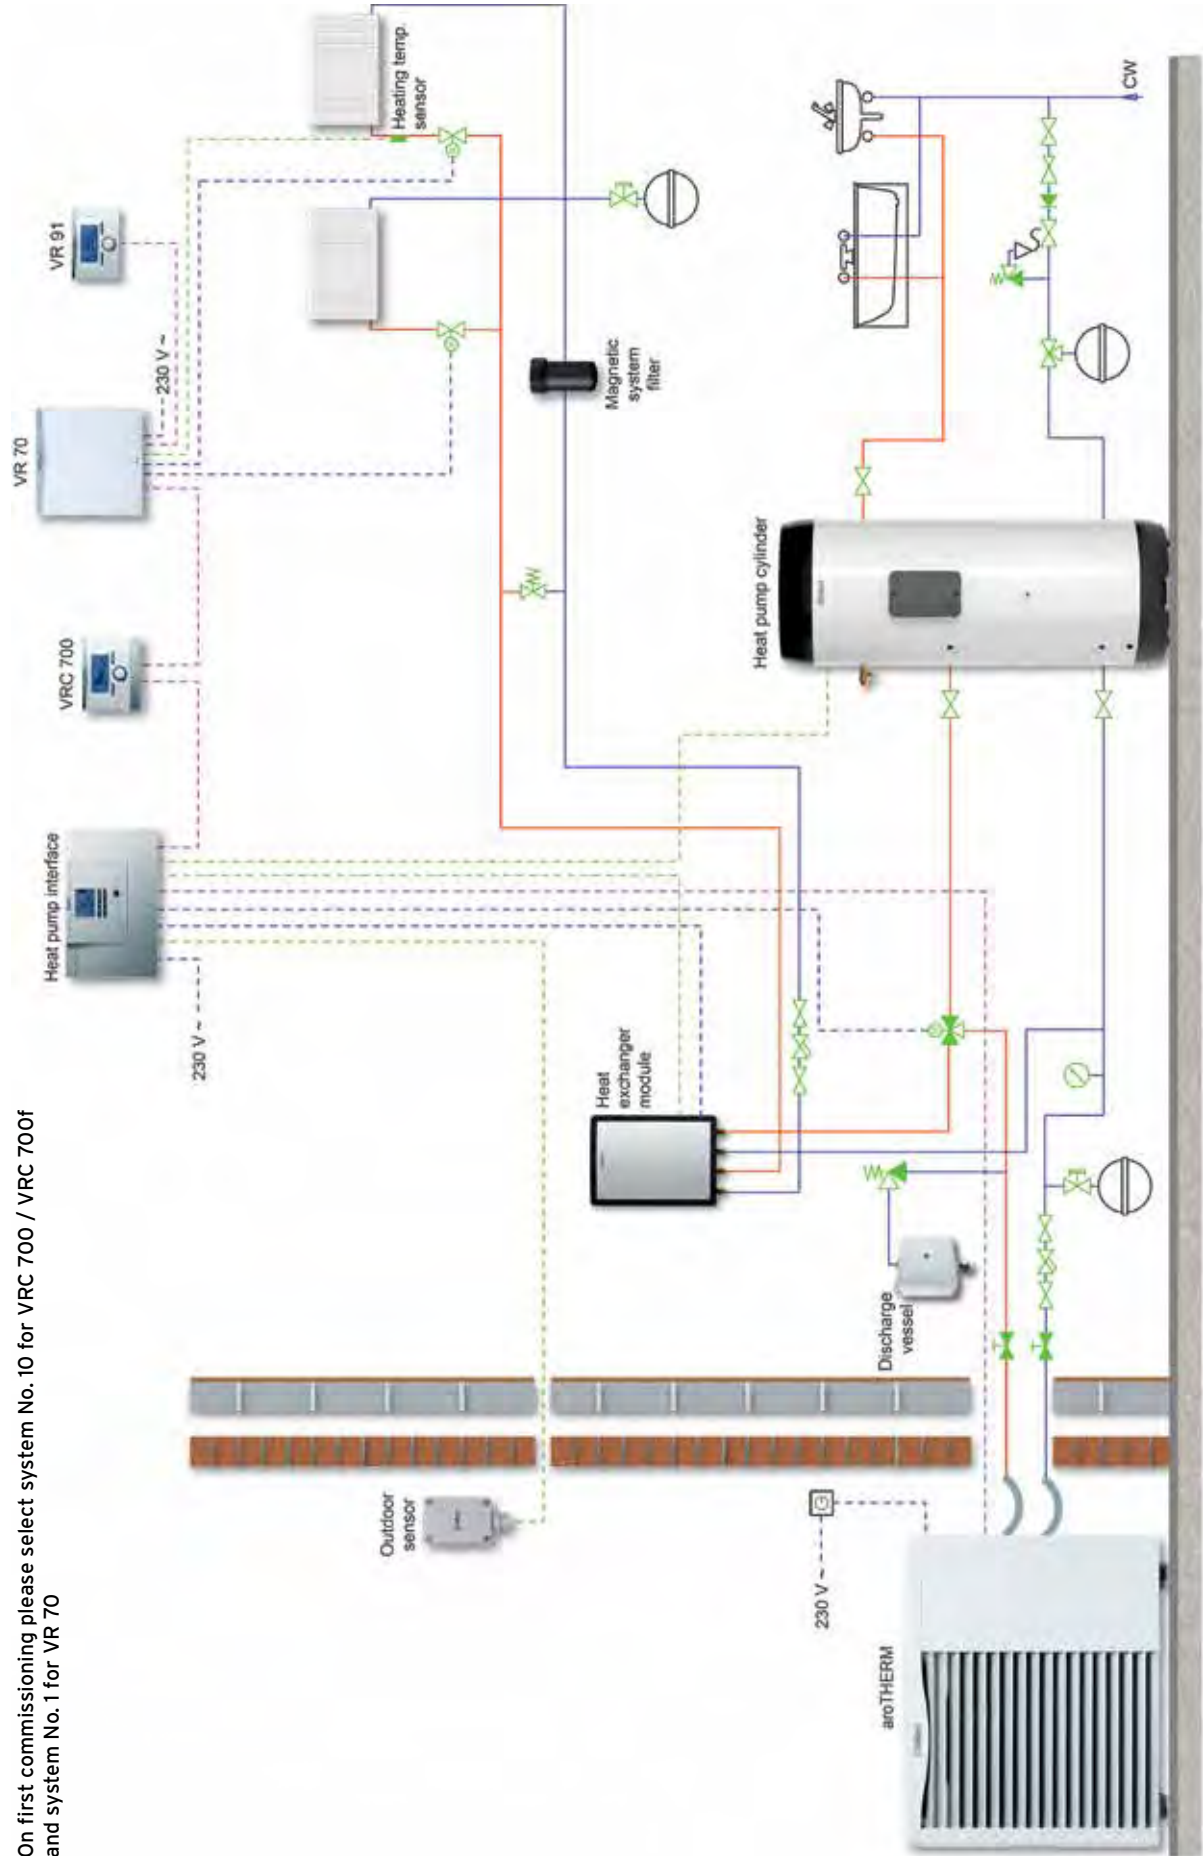 On first commissioning please select system No. 10 for VRC 700 / VRC 700f
and system No. 1 for VR 70
Heat pump interface
VRC 700
VR 70
VR 91
230 V ~
230 V ~
Heating temp.
sensor
Outdoor
sensor
Heat
exchanger
module
Magnetic
system
filter
230 V ~
aroTHERM
Discharge
vessel
Heat pump cylinder
CW